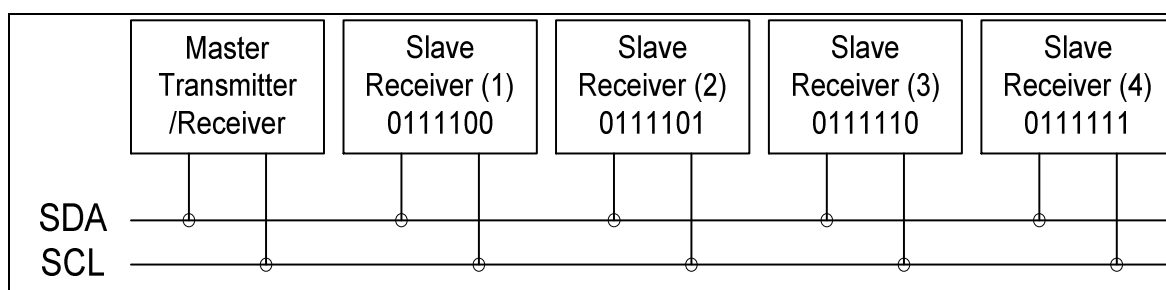 Master
Transmitter
/Receiver
Slave
Receiver (1)
0111100
Slave
Receiver (2)
0111101
Slave
Receiver (3)
0111110
Slave
Receiver (4)
0111111
SDA
SCL